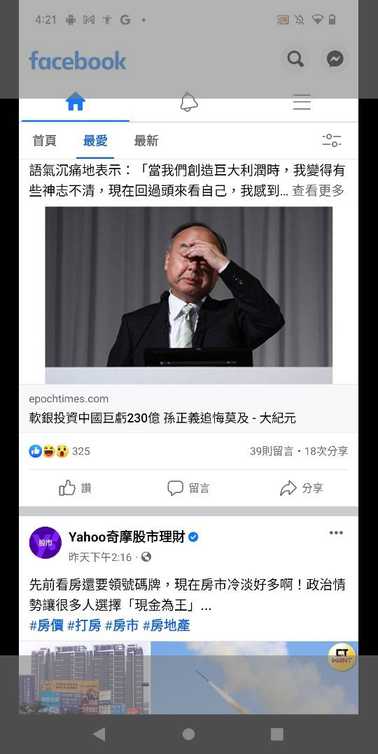 4:21
facebook
首頁 最愛 最新
語氣沉痛地表示：「當我們創造巨大利潤時，我變得有
些神志不清，現在回過頭來看自己，我感到... 查看更多
epochtimes.com
軟銀投資中國巨虧230億 孫正義追悔莫及 - 大紀元
325
39則留言・18次分享
讚 留言 分享
股市
Yahoo奇摩股市理財
昨天下午2:16 ·
先前看房還要領號碼牌，現在房市冷淡好多啊！政治情
勢讓很多人選擇「現金為王」...
#房價 #打房 #房市 #房地產
CT
WANT